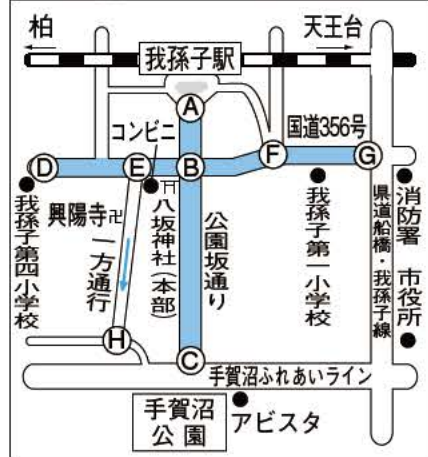 柏
天王台
我孫子駅
A
コンビニ
国道356号
D
E
B
F
G
我孫子第四小学校
興陽寺卍
一方通行
八坂神社(本部)
公園坂通り
我孫子第一小学校
県道船橋・我孫子線
消防署
市役所
H
C
手賀沼ふれあいライン
手賀沼
公園
アビスタ